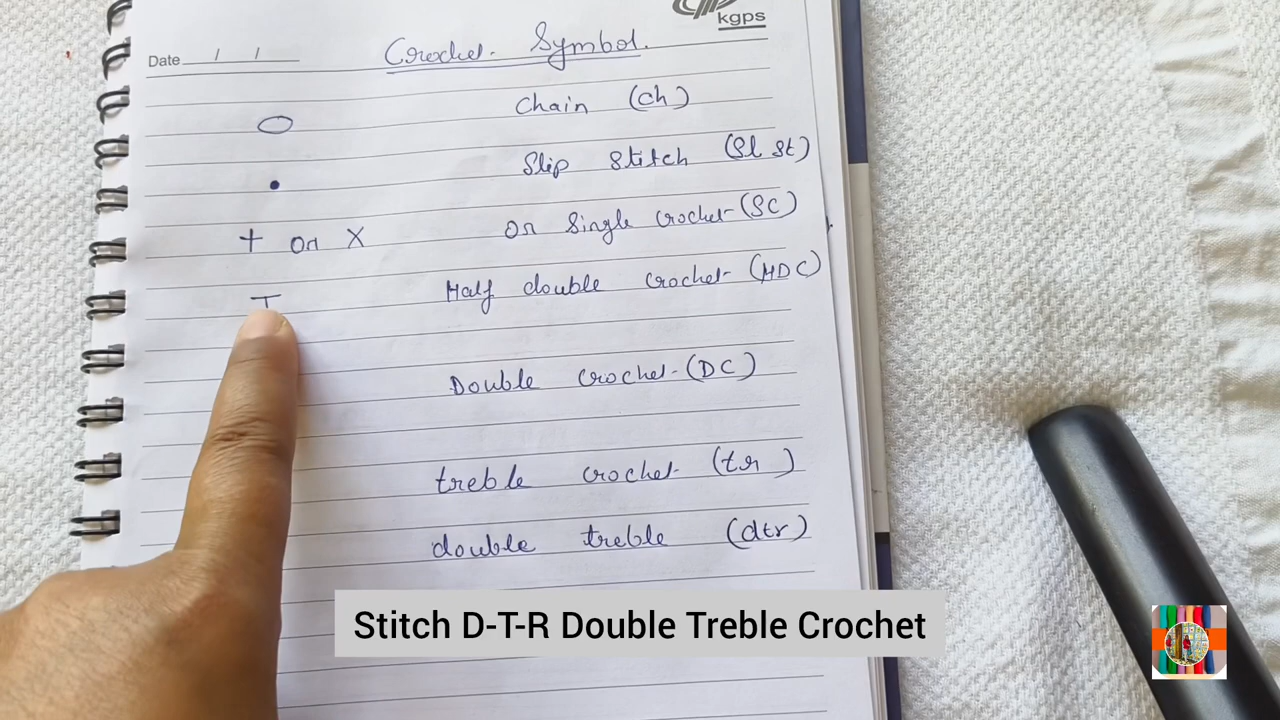 kgps
Date / /
Crochet Symbol.
Chain (ch)
Slip Stitch (Sl St)
+ or X or Single crochet (SC)
T Half double crochet (HDC)
Double crochet (DC)
treble crochet (tr)
double treble (dtr)
Stitch D-T-R Double Treble Crochet